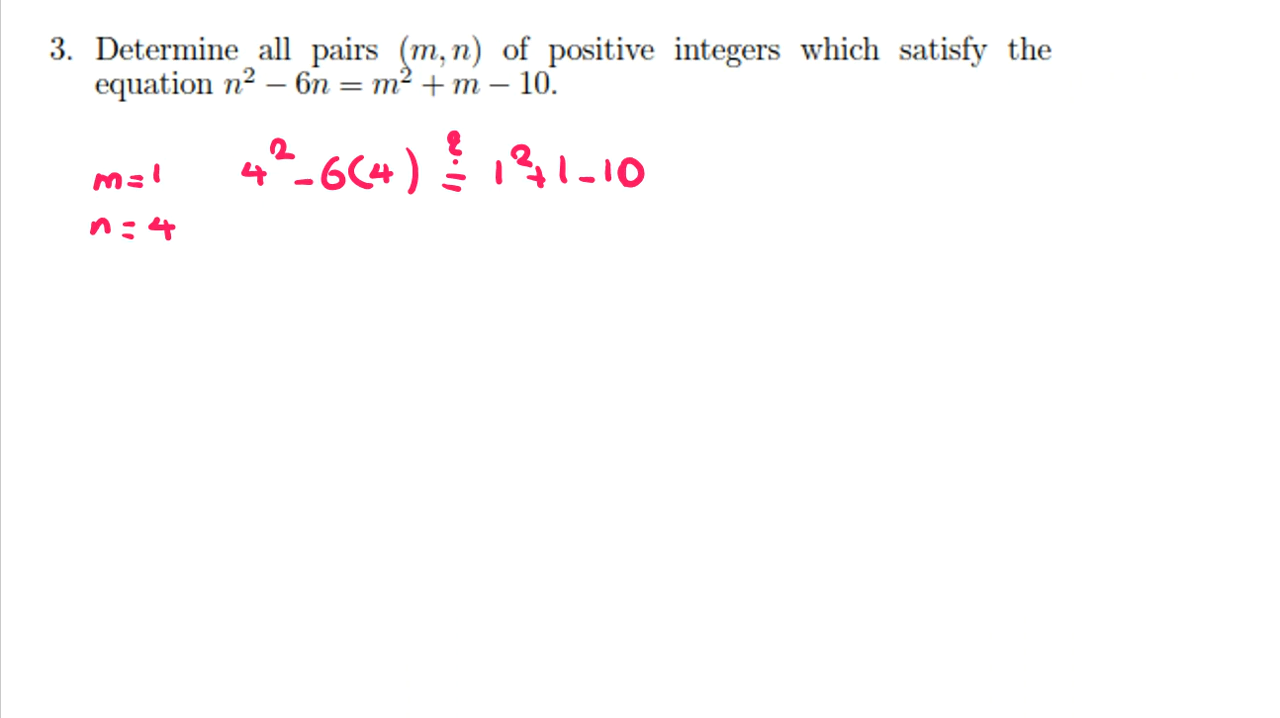 3. Determine all pairs (m, n) of positive integers which satisfy the
equation n² − 6n = m² + m − 10.
m=1 4² - 6(4) ≟ 1² + 1 - 10
n = 4